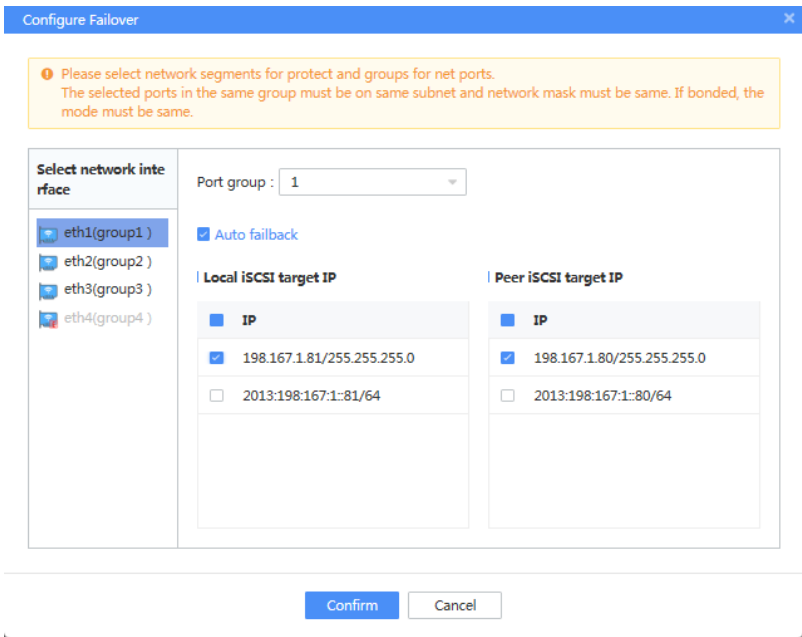 Configure Failover
Please select network segments for protect and groups for net ports.
The selected ports in the same group must be on same subnet and network mask must be same. If bonded, the
mode must be same.
Select network inte
rface
Port group : 1
eth1(group1 )
eth2(group2 )
eth3(group3 )
eth4(group4 )
Auto failback
Local iSCSI target IP
IP
198.167.1.81/255.255.255.0
2013:198:167:1::81/64
Peer iSCSI target IP
IP
198.167.1.80/255.255.255.0
2013:198:167:1::80/64
Confirm
Cancel